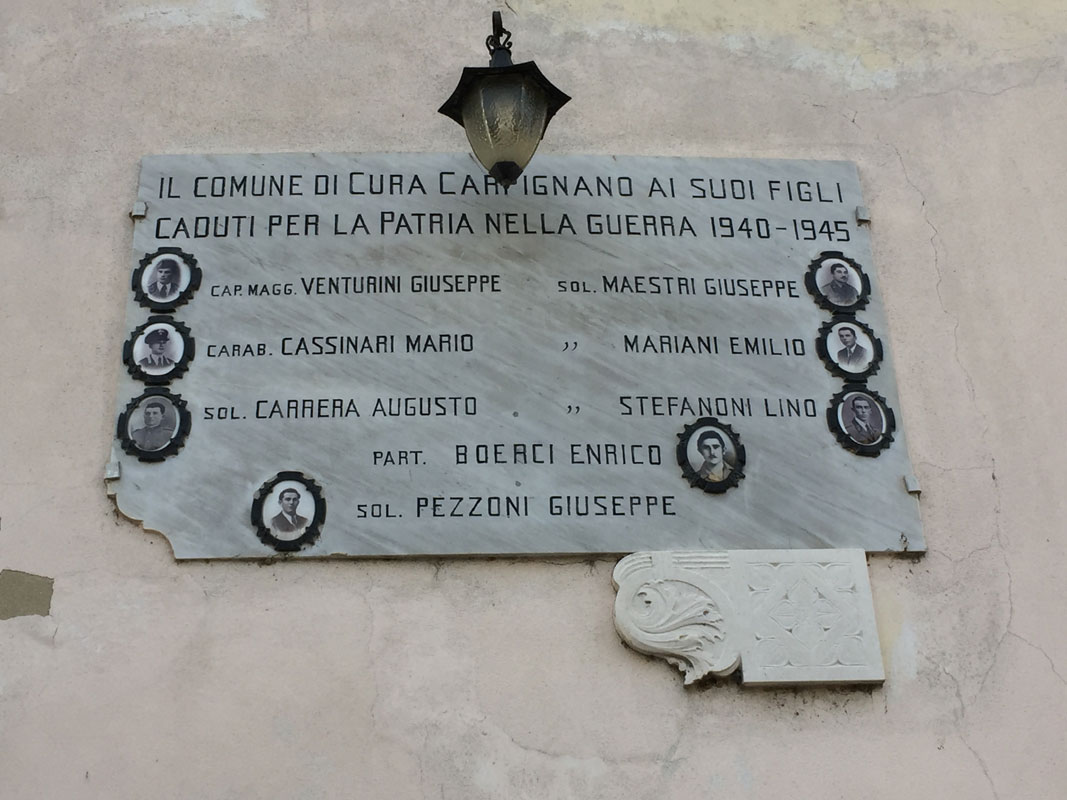 IL COMUNE DI CURA CARPIGNANO AI SUOI FIGLI
CADUTI PER LA PATRIA NELLA GUERRA 1940-1945
CAP. MAGG. VENTURINI GIUSEPPE SOL. MAESTRI GIUSEPPE
CARAB. CASSINARI MARIO ,, MARIANI EMILIO
SOL. CARRERA AUGUSTO ,, STEFANONI LINO
PART. BOERCI ENRICO
SOL. PEZZONI GIUSEPPE